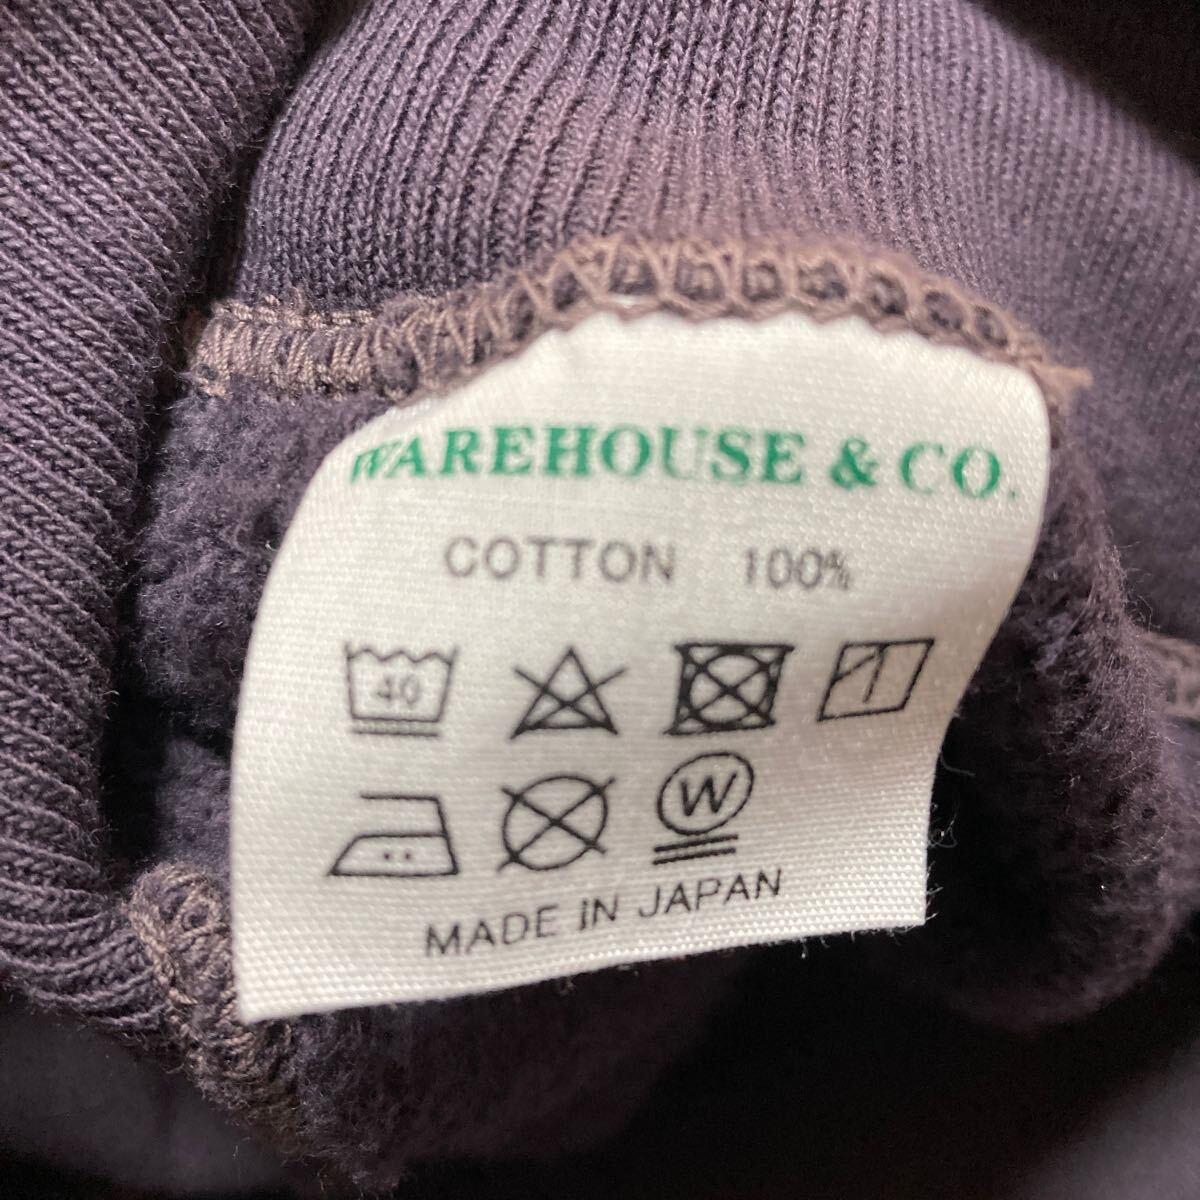 WAREHOUSE & CO.
COTTON 100%
40
W
MADE IN JAPAN